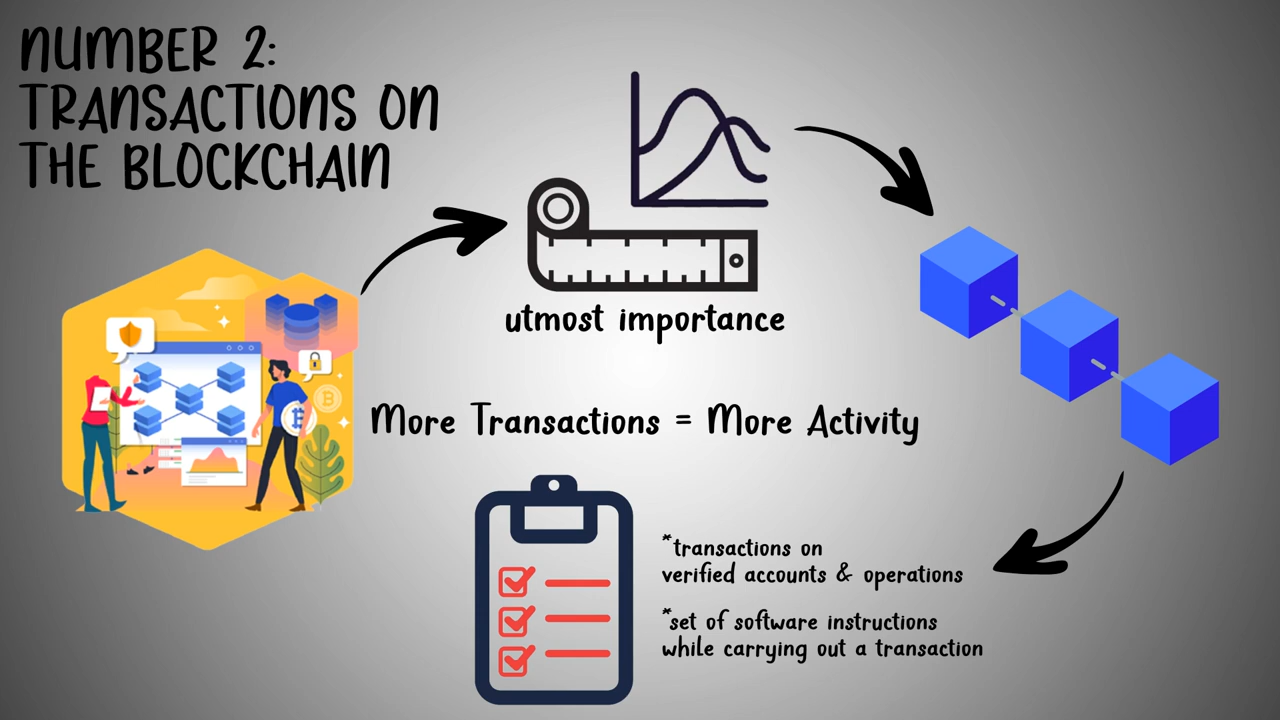 NUMBER 2:
TRANSACTIONS ON
THE BLOCKCHAIN
utmost importance
More Transactions = More Activity
*transactions on
verified accounts & operations
*set of software instructions
while carrying out a transaction